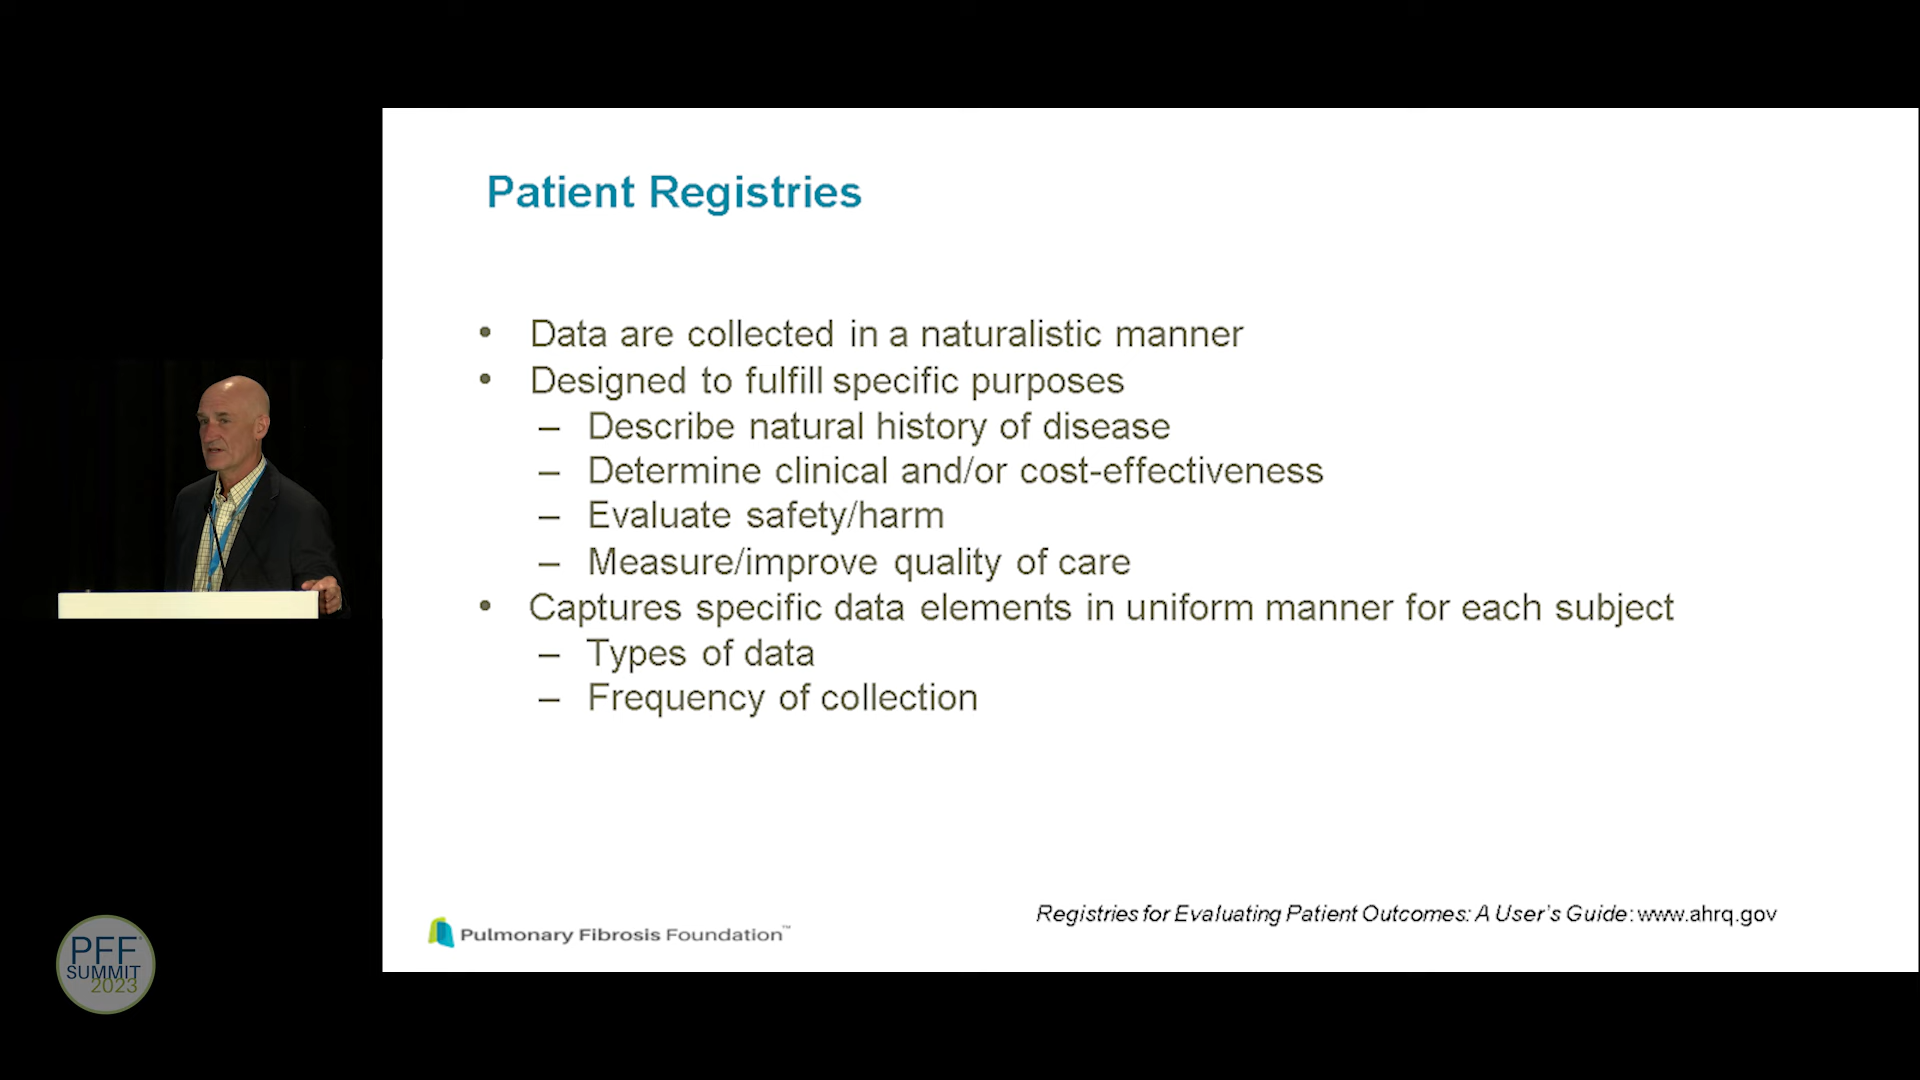 Patient Registries
• Data are collected in a naturalistic manner
• Designed to fulfill specific purposes
– Describe natural history of disease
– Determine clinical and/or cost-effectiveness
– Evaluate safety/harm
– Measure/improve quality of care
• Captures specific data elements in uniform manner for each subject
– Types of data
– Frequency of collection
Registries for Evaluating Patient Outcomes: A User's Guide: www.ahrq.gov
Pulmonary Fibrosis Foundation™
PFF
SUMMIT
2023